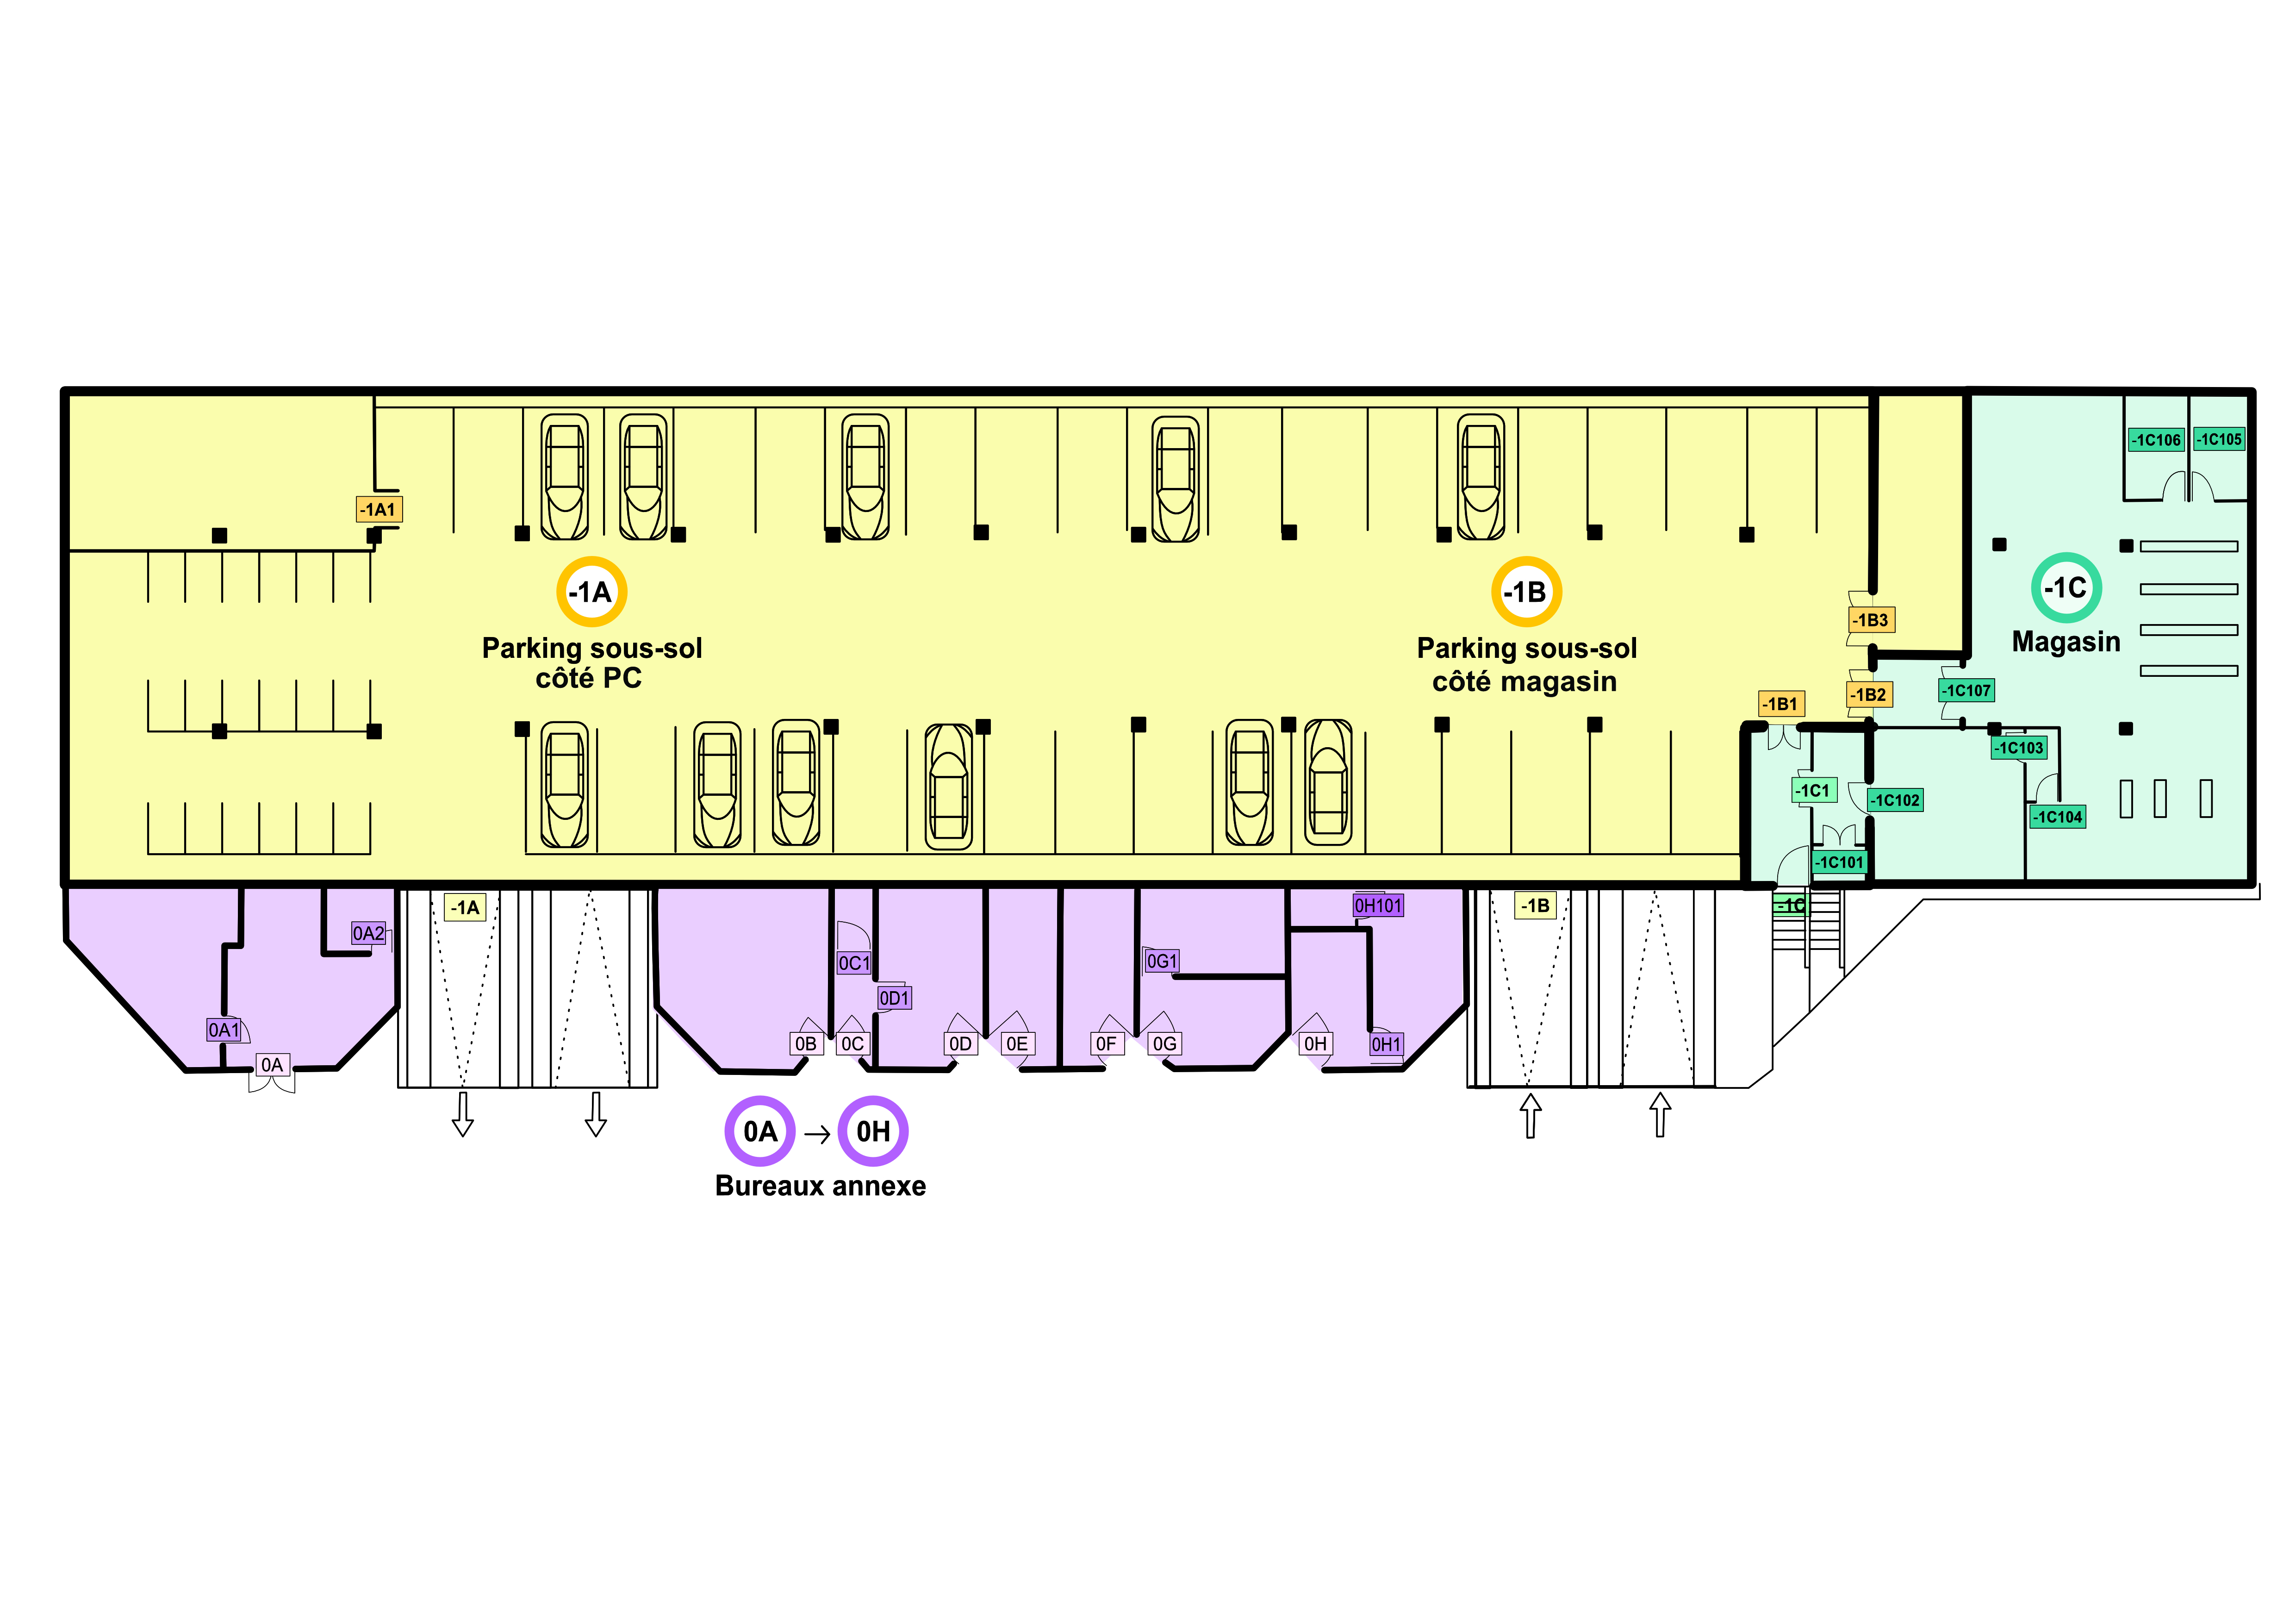 -1C106
-1C105
-1A1
-1A
Parking sous-sol
côté PC
-1B
Parking sous-sol
côté magasin
-1C
Magasin
-1B3
-1B2
-1B1
-1C107
-1C103
-1C1
-1C102
-1C104
-1C101
-1A
-1B
-1C
0A2
0A1
0A
0C1
0D1
0B
0C
0D
0E
0F
0G
0G1
0H101
0H
0H1
0A → 0H
Bureaux annexe